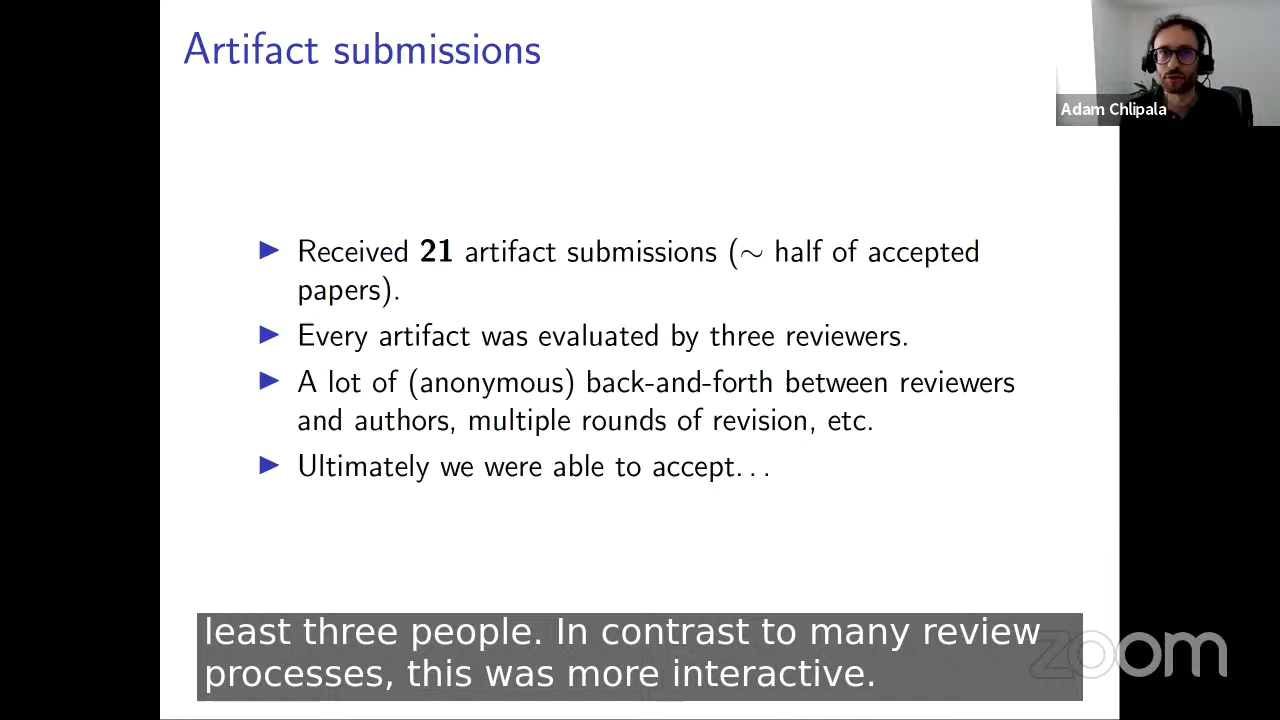 Artifact submissions
Adam Chlipala
▶ Received 21 artifact submissions (∼ half of accepted
papers).
▶ Every artifact was evaluated by three reviewers.
▶ A lot of (anonymous) back-and-forth between reviewers
and authors, multiple rounds of revision, etc.
▶ Ultimately we were able to accept. . .
least three people. In contrast to many review
processes, this was more interactive.
zoom